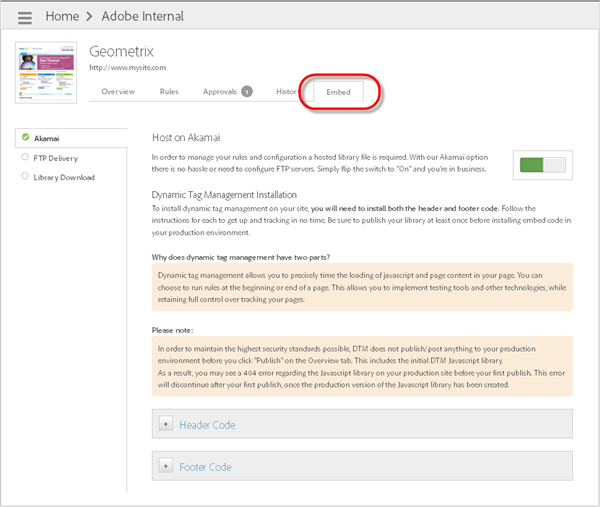 Home > Adobe Internal
Geometrix
http://www.mysite.com
Overview Rules Approvals 1 History Embed
Akamai
FTP Delivery
Library Download
Host on Akamai
In order to manage your rules and configuration a hosted library file is required. With our Akamai option
there is no hassle or need to configure FTP servers. Simply flip the switch to "On" and you're in business.
Dynamic Tag Management Installation
To install dynamic tag management on your site, you will need to install both the header and footer code. Follow the
instructions for each to get up and tracking in no time. Be sure to publish your library at least once before installing embed code in
your production environment.
Why does dynamic tag management have two parts?
Dynamic tag management allows you to precisely time the loading of javascript and page content in your page. You can
choose to run rules at the beginning or end of a page. This allows you to implement testing tools and other technologies, while
retaining full control over tracking your pages.
Please note:
In order to maintain the highest security standards possible, DTM does not publish/post anything to your production
environment before you click "Publish" on the Overview tab. This includes the initial DTM Javascript library.
As a result, you may see a 404 error regarding the Javascript library on your production site before your first publish. This error
will discontinue after your first publish, once the production version of the Javascript library has been created.
+ Header Code
+ Footer Code